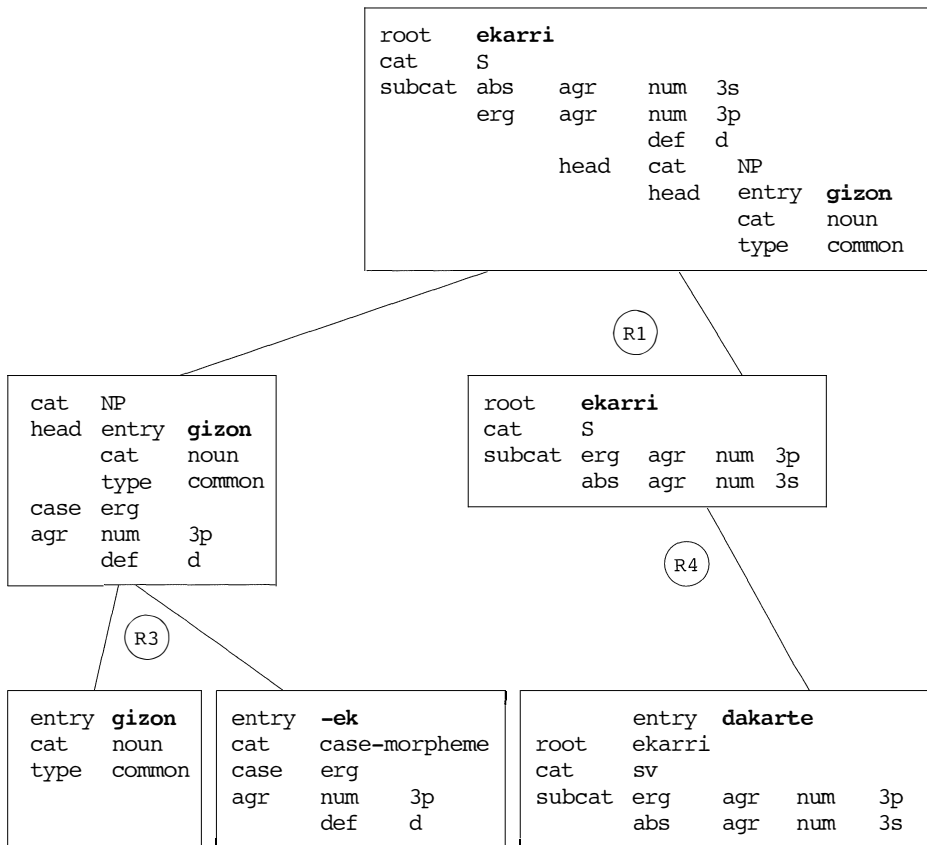 root ekarri
cat S
subcat abs agr num 3s
erg agr num 3p
def d
head cat NP
head entry gizon
cat noun
type common
R1
cat NP
head entry gizon
cat noun
type common
case erg
agr num 3p
def d
root ekarri
cat S
subcat erg agr num 3p
abs agr num 3s
R3
R4
entry gizon
cat noun
type common
entry -ek
cat case-morpheme
case erg
agr num 3p
def d
entry dakarte
root ekarri
cat sv
subcat erg agr num 3p
abs agr num 3s